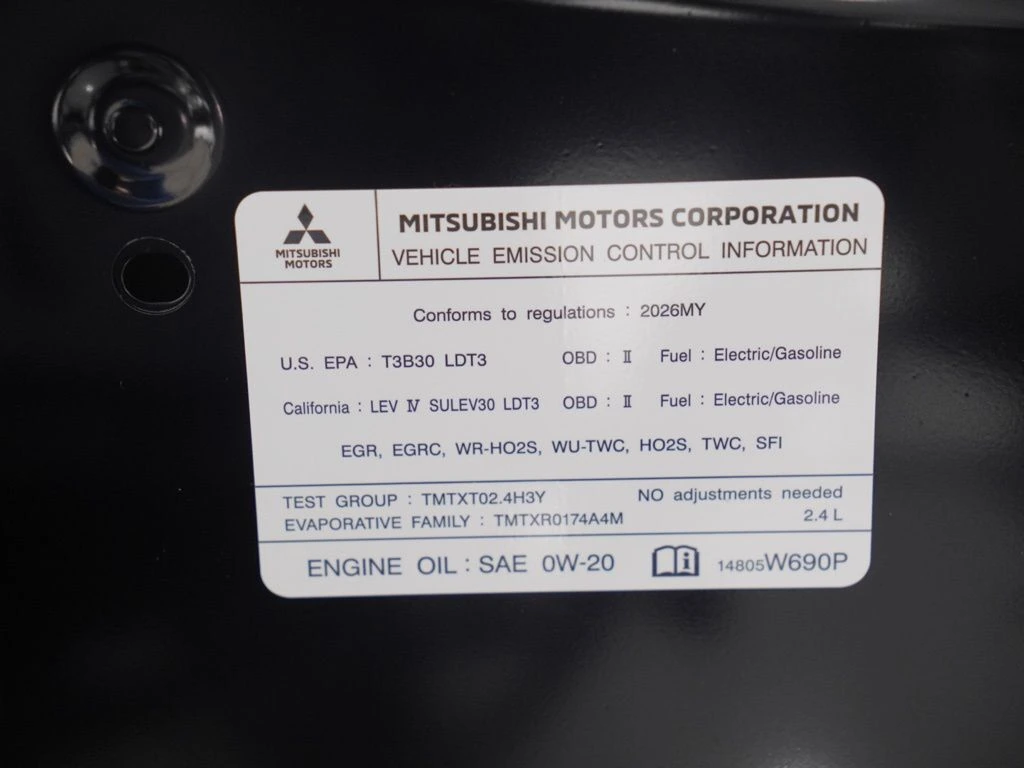 MITSUBISHI
MOTORS
MITSUBISHI MOTORS CORPORATION
VEHICLE EMISSION CONTROL INFORMATION
Conforms to regulations : 2026MY
U.S. EPA : T3B30 LDT3 OBD : Ⅱ Fuel : Electric/Gasoline
California : LEV Ⅳ SULEV30 LDT3 OBD : Ⅱ Fuel : Electric/Gasoline
EGR, EGRC, WR-HO2S, WU-TWC, HO2S, TWC, SFI
TEST GROUP : TMTXT02.4H3Y NO adjustments needed
EVAPORATIVE FAMILY : TMTXR0174A4M 2.4 L
ENGINE OIL : SAE 0W-20 i 14805W690P